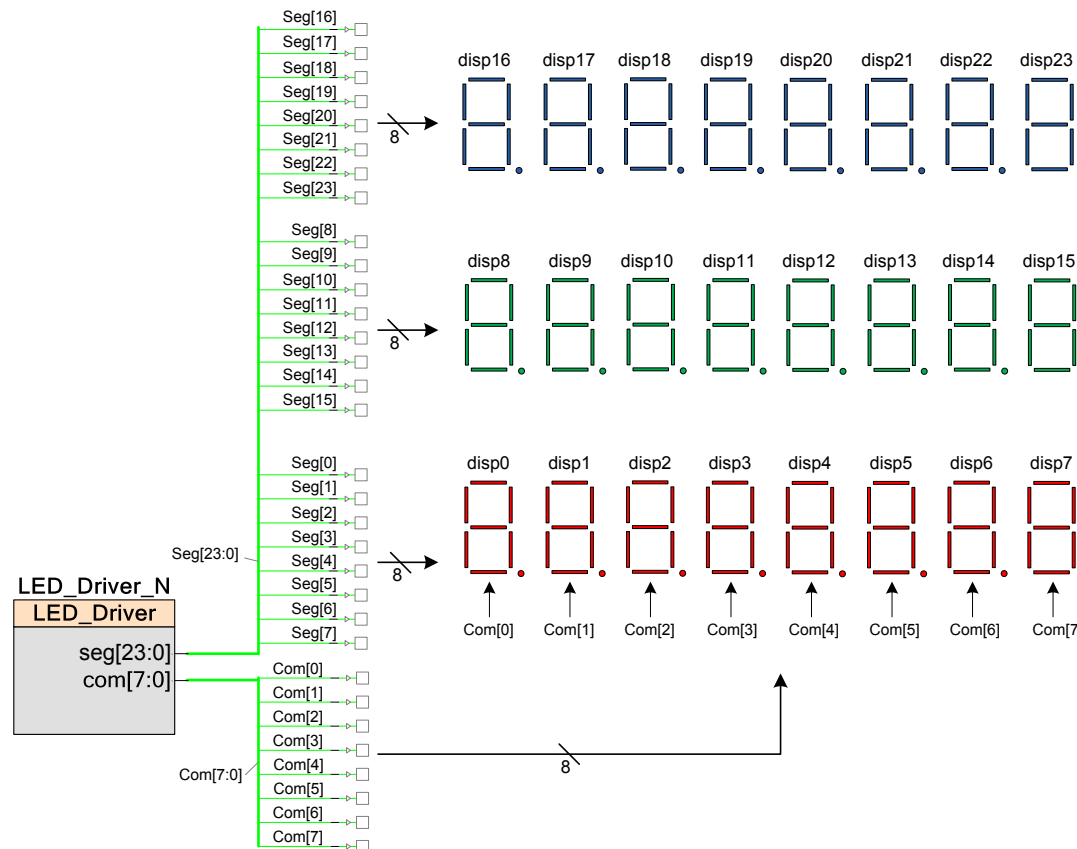 Seg[16]
Seg[17]
Seg[18]
Seg[19]
Seg[20]
Seg[21]
Seg[22]
Seg[23]
8
disp16 disp17 disp18 disp19 disp20 disp21 disp22 disp23
Seg[8]
Seg[9]
Seg[10]
Seg[11]
Seg[12]
Seg[13]
Seg[14]
Seg[15]
8
disp8 disp9 disp10 disp11 disp12 disp13 disp14 disp15
Seg[0]
Seg[1]
Seg[2]
Seg[3]
Seg[4]
Seg[5]
Seg[6]
Seg[7]
Seg[23:0]
8
disp0 disp1 disp2 disp3 disp4 disp5 disp6 disp7
Com[0] Com[1] Com[2] Com[3] Com[4] Com[5] Com[6] Com[7
LED_Driver_N
LED_Driver
seg[23:0]
com[7:0]
Com[0]
Com[1]
Com[2]
Com[3]
Com[4]
Com[5]
Com[6]
Com[7]
Com[7:0]
8